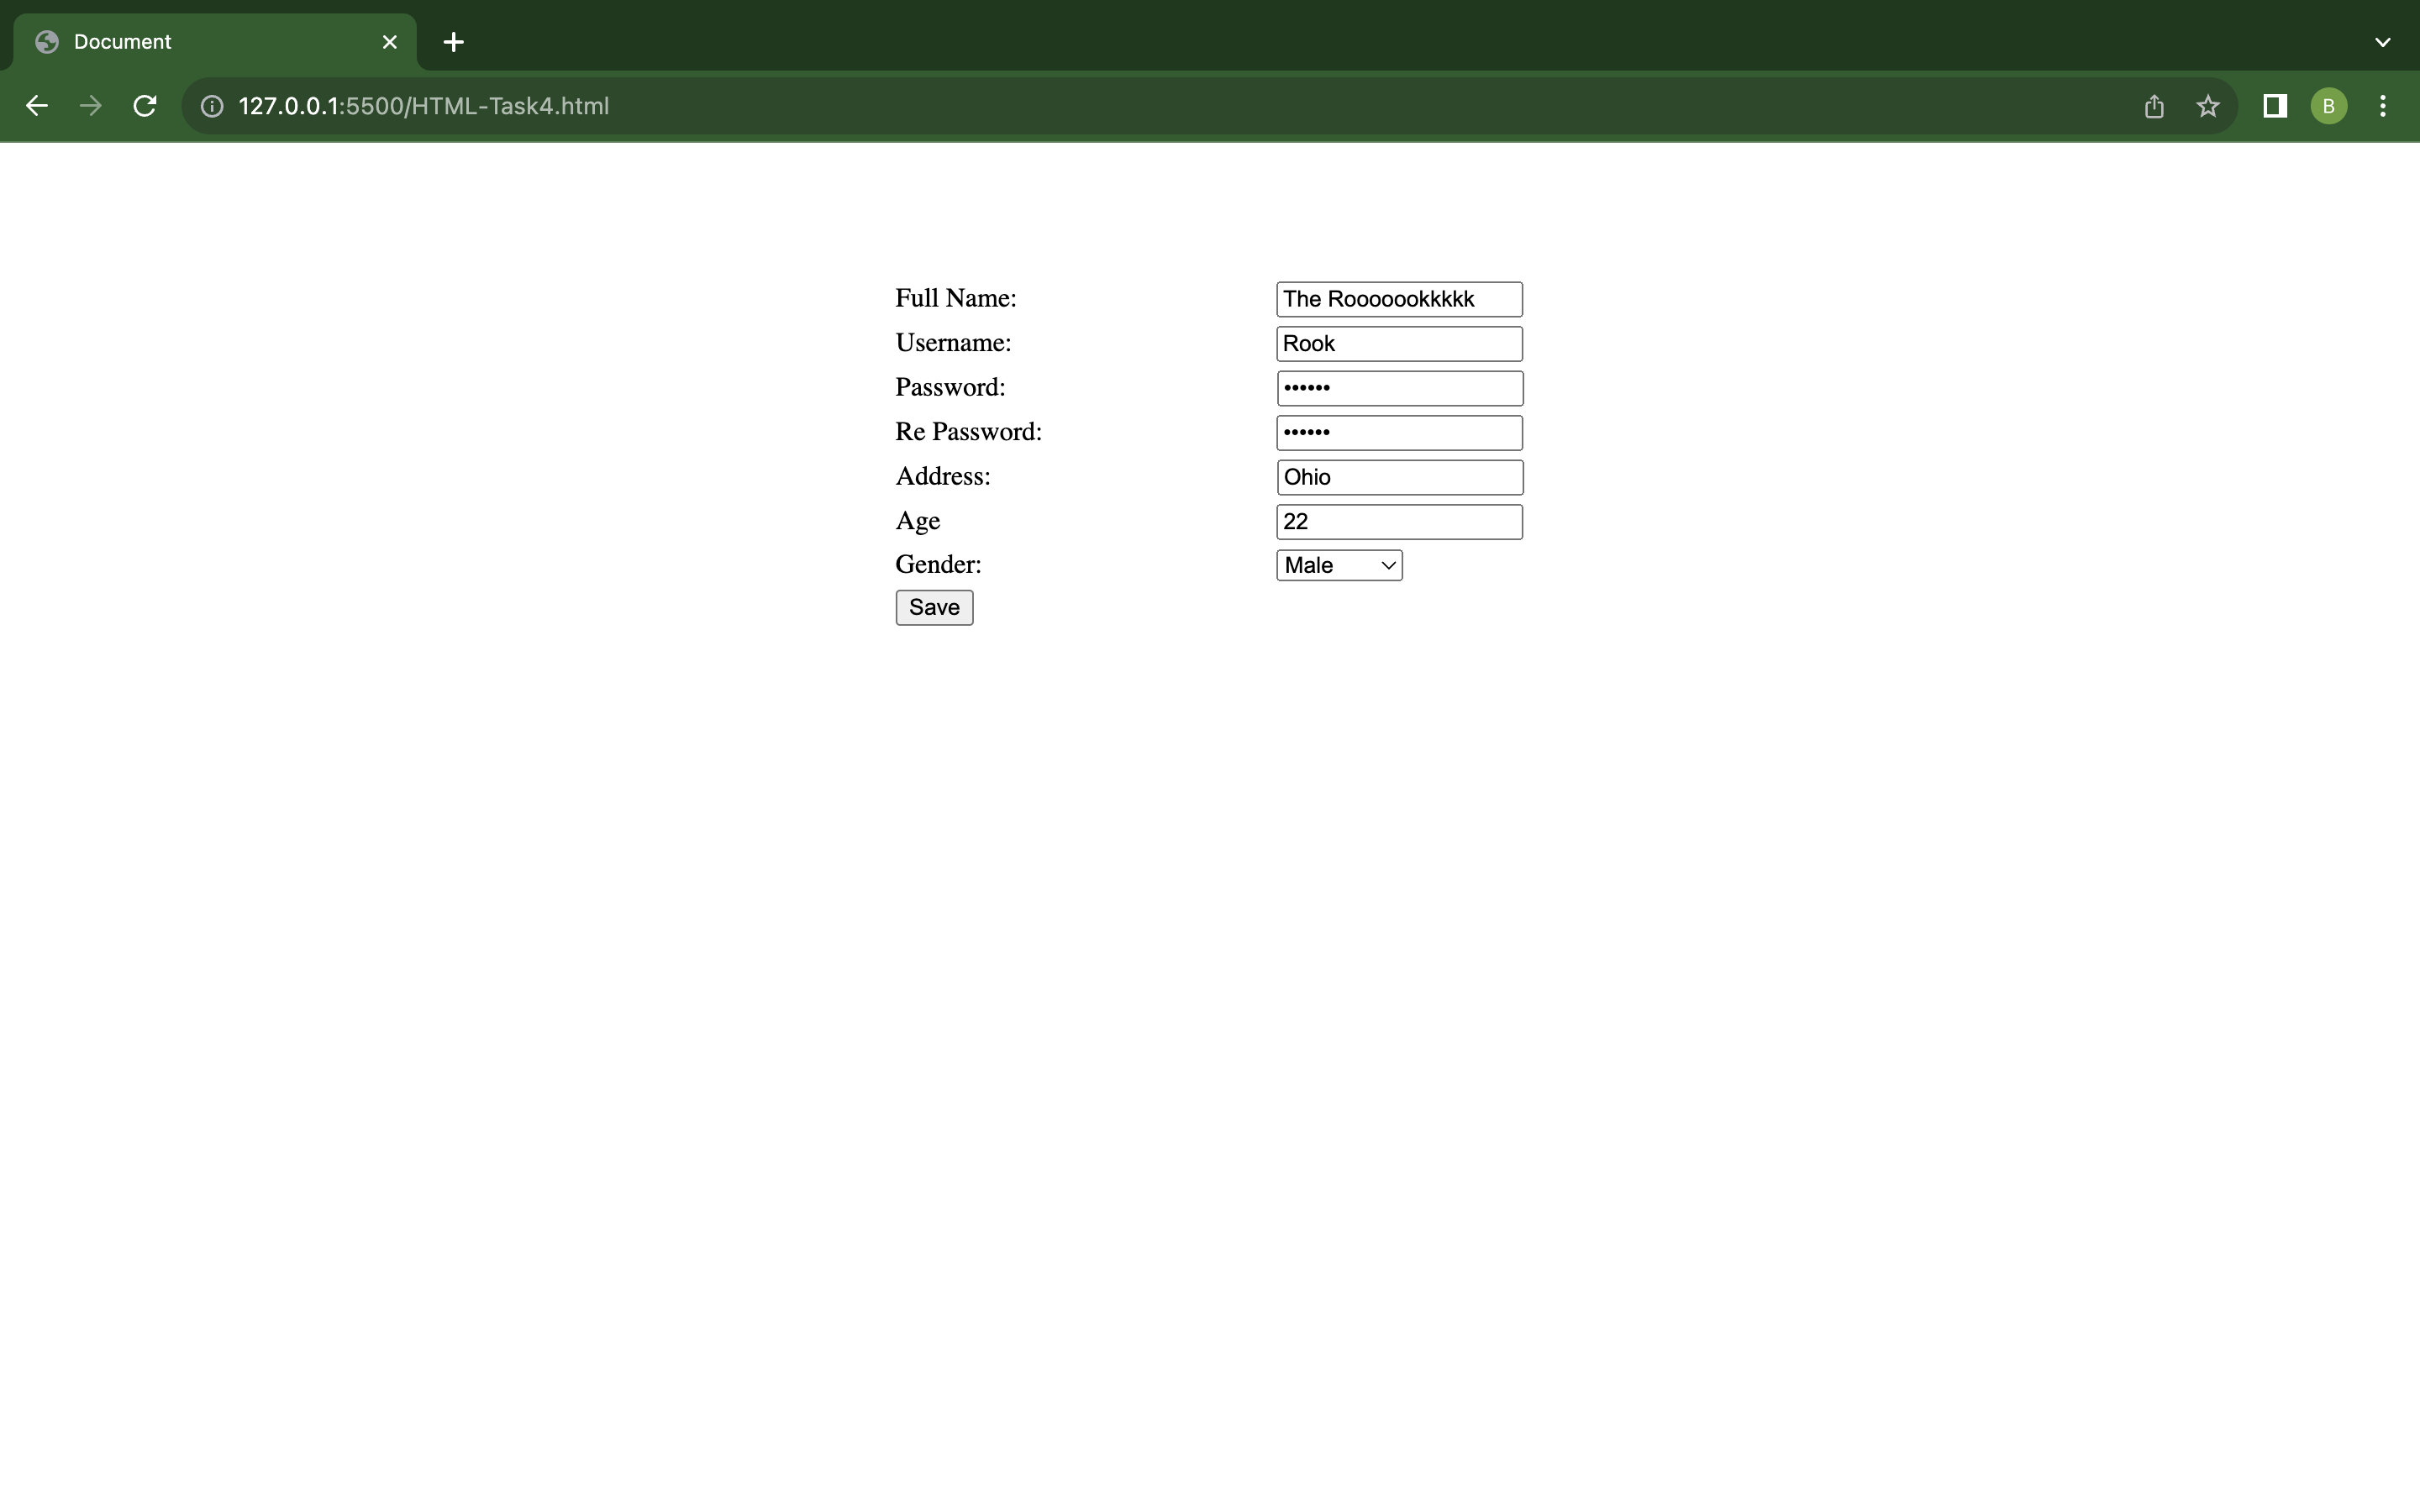 Document
127.0.0.1:5500/HTML-Task4.html
B
Full Name: The Rooooookkkkk
Username: Rook
Password: ••••••
Re Password: ••••••
Address: Ohio
Age 22
Gender: Male
Save